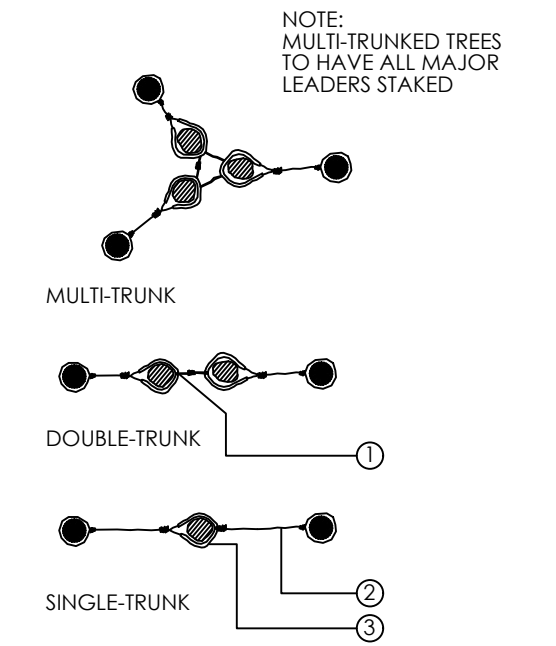 NOTE:
MULTI-TRUNKED TREES
TO HAVE ALL MAJOR
LEADERS STAKED
MULTI-TRUNK
DOUBLE-TRUNK
1
SINGLE-TRUNK
2
3